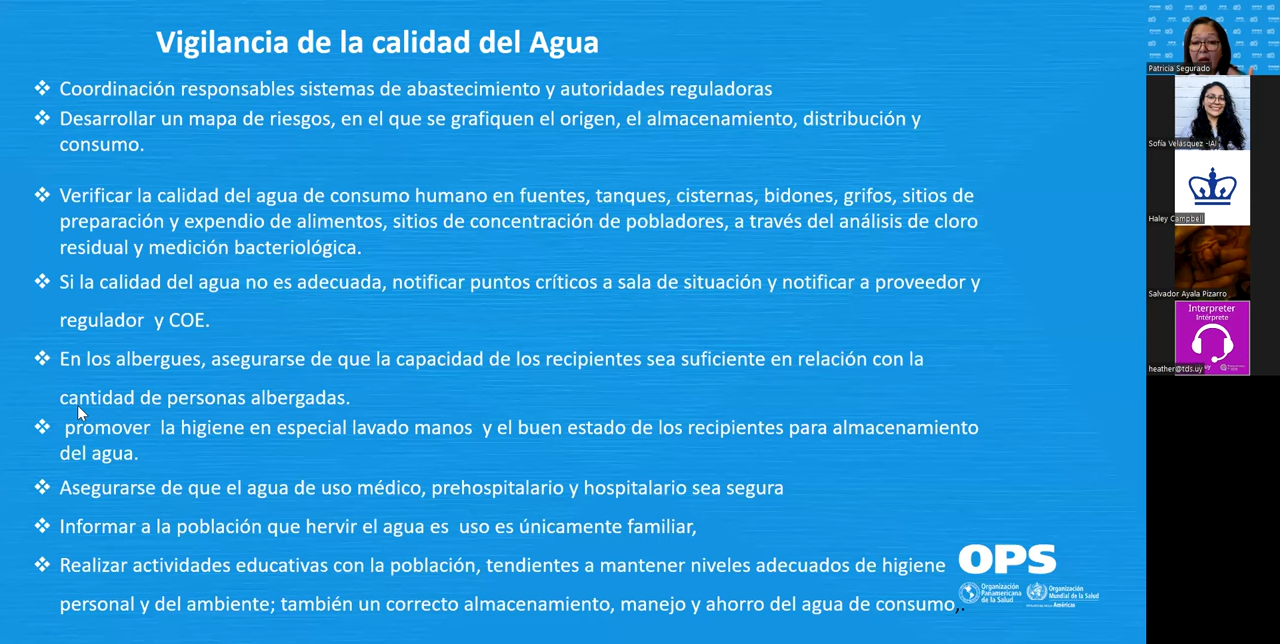 Vigilancia de la calidad del Agua
❖ Coordinación responsables sistemas de abastecimiento y autoridades reguladoras
❖ Desarrollar un mapa de riesgos, en el que se grafiquen el origen, el almacenamiento, distribución y
consumo.
❖ Verificar la calidad del agua de consumo humano en fuentes, tanques, cisternas, bidones, grifos, sitios de
preparación y expendio de alimentos, sitios de concentración de pobladores, a través del análisis de cloro
residual y medición bacteriológica.
❖ Si la calidad del agua no es adecuada, notificar puntos críticos a sala de situación y notificar a proveedor y
regulador y COE.
❖ En los albergues, asegurarse de que la capacidad de los recipientes sea suficiente en relación con la
cantidad de personas albergadas.
❖ promover la higiene en especial lavado manos y el buen estado de los recipientes para almacenamiento
del agua.
❖ Asegurarse de que el agua de uso médico, prehospitalario y hospitalario sea segura
❖ Informar a la población que hervir el agua es uso es únicamente familiar,
❖ Realizar actividades educativas con la población, tendientes a mantener niveles adecuados de higiene
personal y del ambiente; también un correcto almacenamiento, manejo y ahorro del agua de consumo,.
OPS
Organización
Panamericana
de la Salud
Organización
Mundial de la Salud
Américas
Patricia Segurado
Sofía Velásquez -IAI
Haley Campbell
Salvador Ayala Pizarro
Interpreter
Intérprete
heather@tds.uy